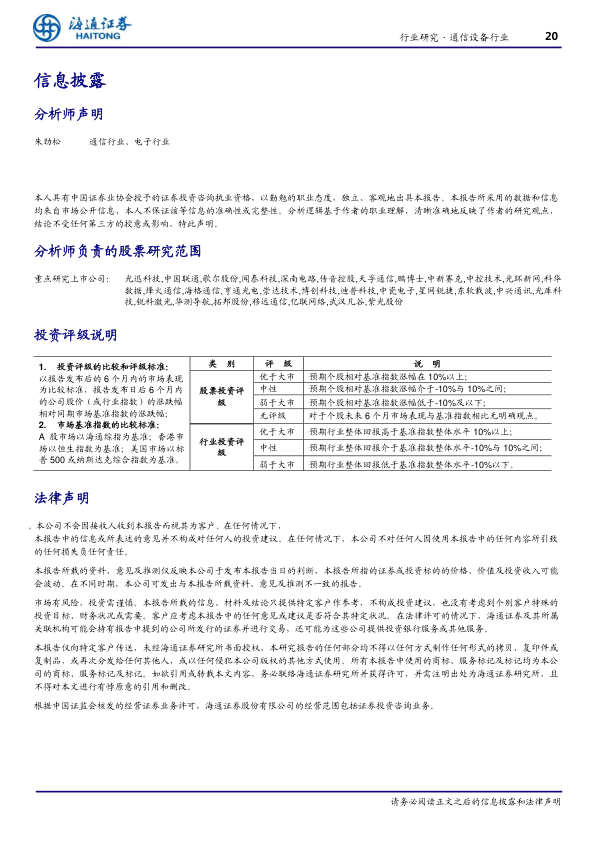 海通证券
HAITONG
行业研究·通信设备行业 20
信息披露
分析师声明
朱劲松 通信行业、电子行业
本人具有中国证券业协会授予的证券投资咨询执业资格，以勤勉的职业态度，独立、客观地出具本报告。本报告所采用的数据和信息
均来自市场公开信息，本人不保证该等信息的准确性或完整性。分析逻辑基于作者的职业理解，清晰准确地反映了作者的研究观点，
结论不受任何第三方的授意或影响，特此声明。
分析师负责的股票研究范围
重点研究上市公司： 光迅科技,中国联通,歌尔股份,闻泰科技,深南电路,传音控股,天孚通信,鹏博士,中新赛克,中控技术,光环新网,科华
数据,烽火通信,海格通信,亨通光电,崇达技术,博创科技,迪普科技,中瓷电子,星网锐捷,东软载波,中兴通讯,光库科
技,锐科激光,华测导航,拓邦股份,移远通信,亿联网络,武汉凡谷,紫光股份
投资评级说明
1. 投资评级的比较和评级标准：
以报告发布后的 6 个月内的市场表现
为比较标准，报告发布日后 6 个月内
的公司股价（或行业指数）的涨跌幅
相对同期市场基准指数的涨跌幅；
2. 市场基准指数的比较标准：
A 股市场以海通综指为基准；香港市
场以恒生指数为基准；美国市场以标
普 500 或纳斯达克综合指数为基准。
类 别 评 级 说 明
股票投资评
级
优于大市 预期个股相对基准指数涨幅在 10%以上；
中性 预期个股相对基准指数涨幅介于-10%与 10%之间；
弱于大市 预期个股相对基准指数涨幅低于-10%及以下；
无评级 对于个股未来 6 个月市场表现与基准指数相比无明确观点。
行业投资评
级
优于大市 预期行业整体回报高于基准指数整体水平 10%以上；
中性 预期行业整体回报介于基准指数整体水平-10%与 10%之间；
弱于大市 预期行业整体回报低于基准指数整体水平-10%以下。
法律声明
。本公司不会因接收人收到本报告而视其为客户。在任何情况下，
本报告中的信息或所表述的意见并不构成对任何人的投资建议。在任何情况下，本公司不对任何人因使用本报告中的任何内容所引致
的任何损失负任何责任。
本报告所载的资料、意见及推测仅反映本公司于发布本报告当日的判断，本报告所指的证券或投资标的的价格、价值及投资收入可能
会波动。在不同时期，本公司可发出与本报告所载资料、意见及推测不一致的报告。
市场有风险，投资需谨慎。本报告所载的信息、材料及结论只提供特定客户作参考，不构成投资建议，也没有考虑到个别客户特殊的
投资目标、财务状况或需要。客户应考虑本报告中的任何意见或建议是否符合其特定状况。在法律许可的情况下，海通证券及其所属
关联机构可能会持有报告中提到的公司所发行的证券并进行交易，还可能为这些公司提供投资银行服务或其他服务。
本报告仅向特定客户传送，未经海通证券研究所书面授权，本研究报告的任何部分均不得以任何方式制作任何形式的拷贝、复印件或
复制品，或再次分发给任何其他人，或以任何侵犯本公司版权的其他方式使用。所有本报告中使用的商标、服务标记及标记均为本公
司的商标、服务标记及标记。如欲引用或转载本文内容，务必联络海通证券研究所并获得许可，并需注明出处为海通证券研究所，且
不得对本文进行有悖原意的引用和删改。
根据中国证监会核发的经营证券业务许可，海通证券股份有限公司的经营范围包括证券投资咨询业务。
请务必阅读正文之后的信息披露和法律声明